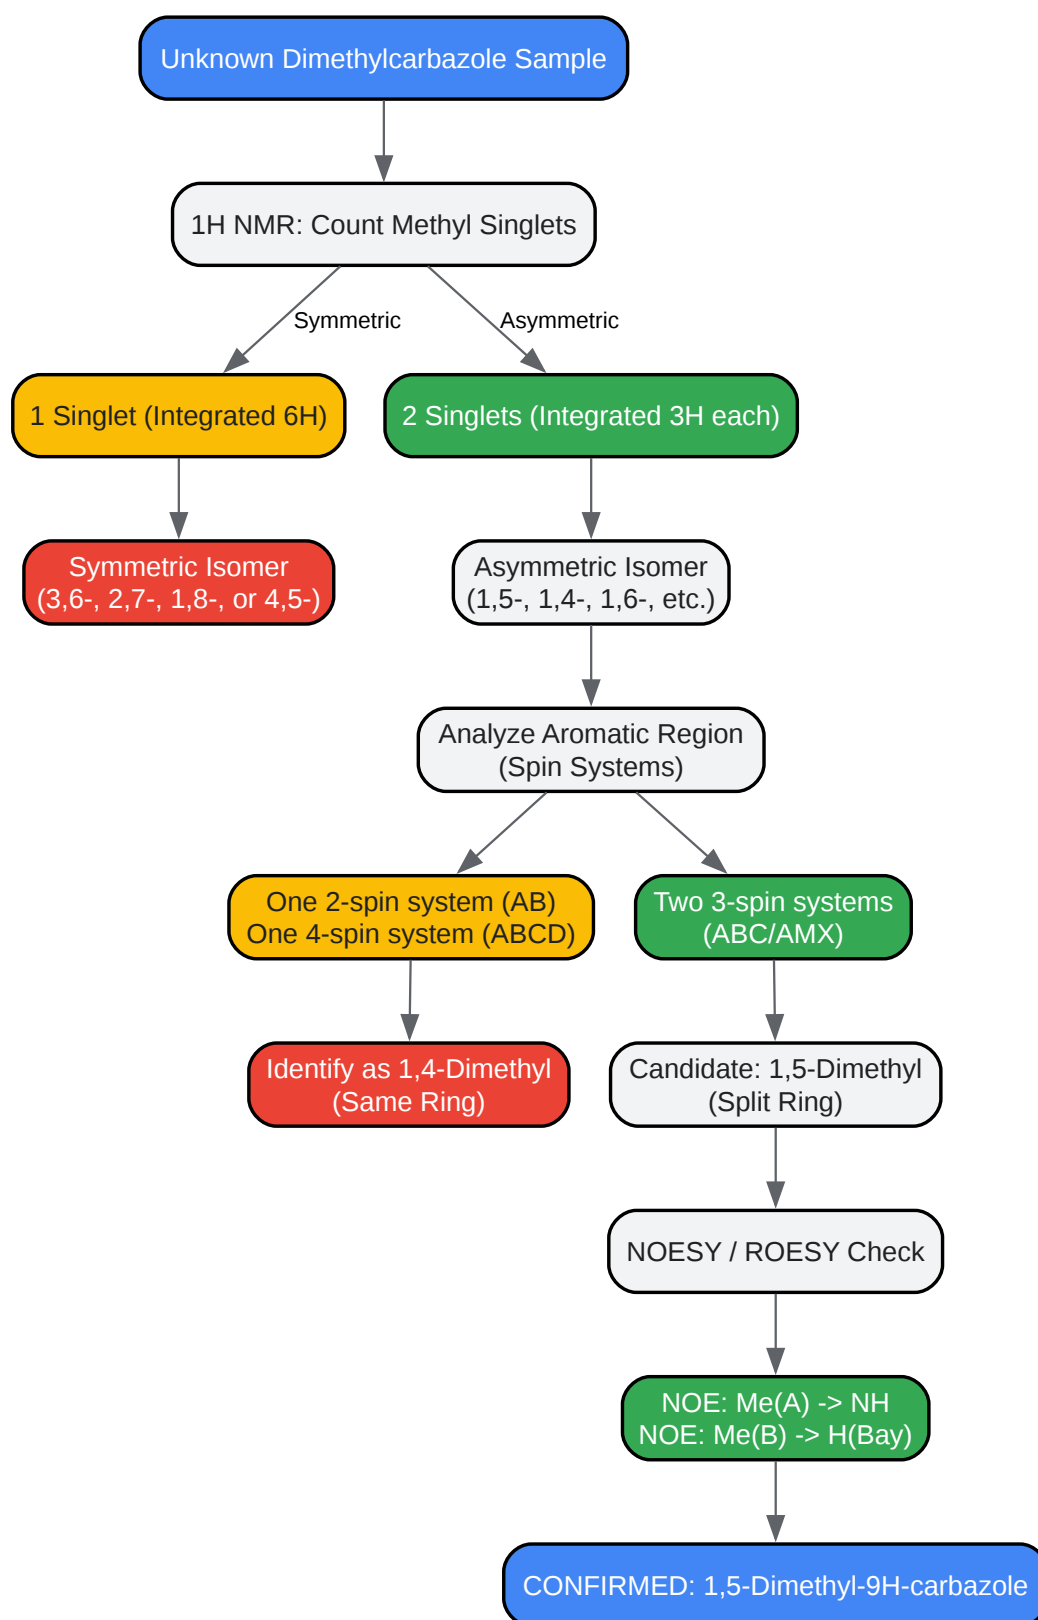 Unknown Dimethylcarbazole Sample
1H NMR: Count Methyl Singlets
Symmetric
Asymmetric
1 Singlet (Integrated 6H)
2 Singlets (Integrated 3H each)
Symmetric Isomer
(3,6-, 2,7-, 1,8-, or 4,5-)
Asymmetric Isomer
(1,5-, 1,4-, 1,6-, etc.)
Analyze Aromatic Region
(Spin Systems)
One 2-spin system (AB)
One 4-spin system (ABCD)
Two 3-spin systems
(ABC/AMX)
Identify as 1,4-Dimethyl
(Same Ring)
Candidate: 1,5-Dimethyl
(Split Ring)
NOESY / ROESY Check
NOE: Me(A) -> NH
NOE: Me(B) -> H(Bay)
CONFIRMED: 1,5-Dimethyl-9H-carbazole